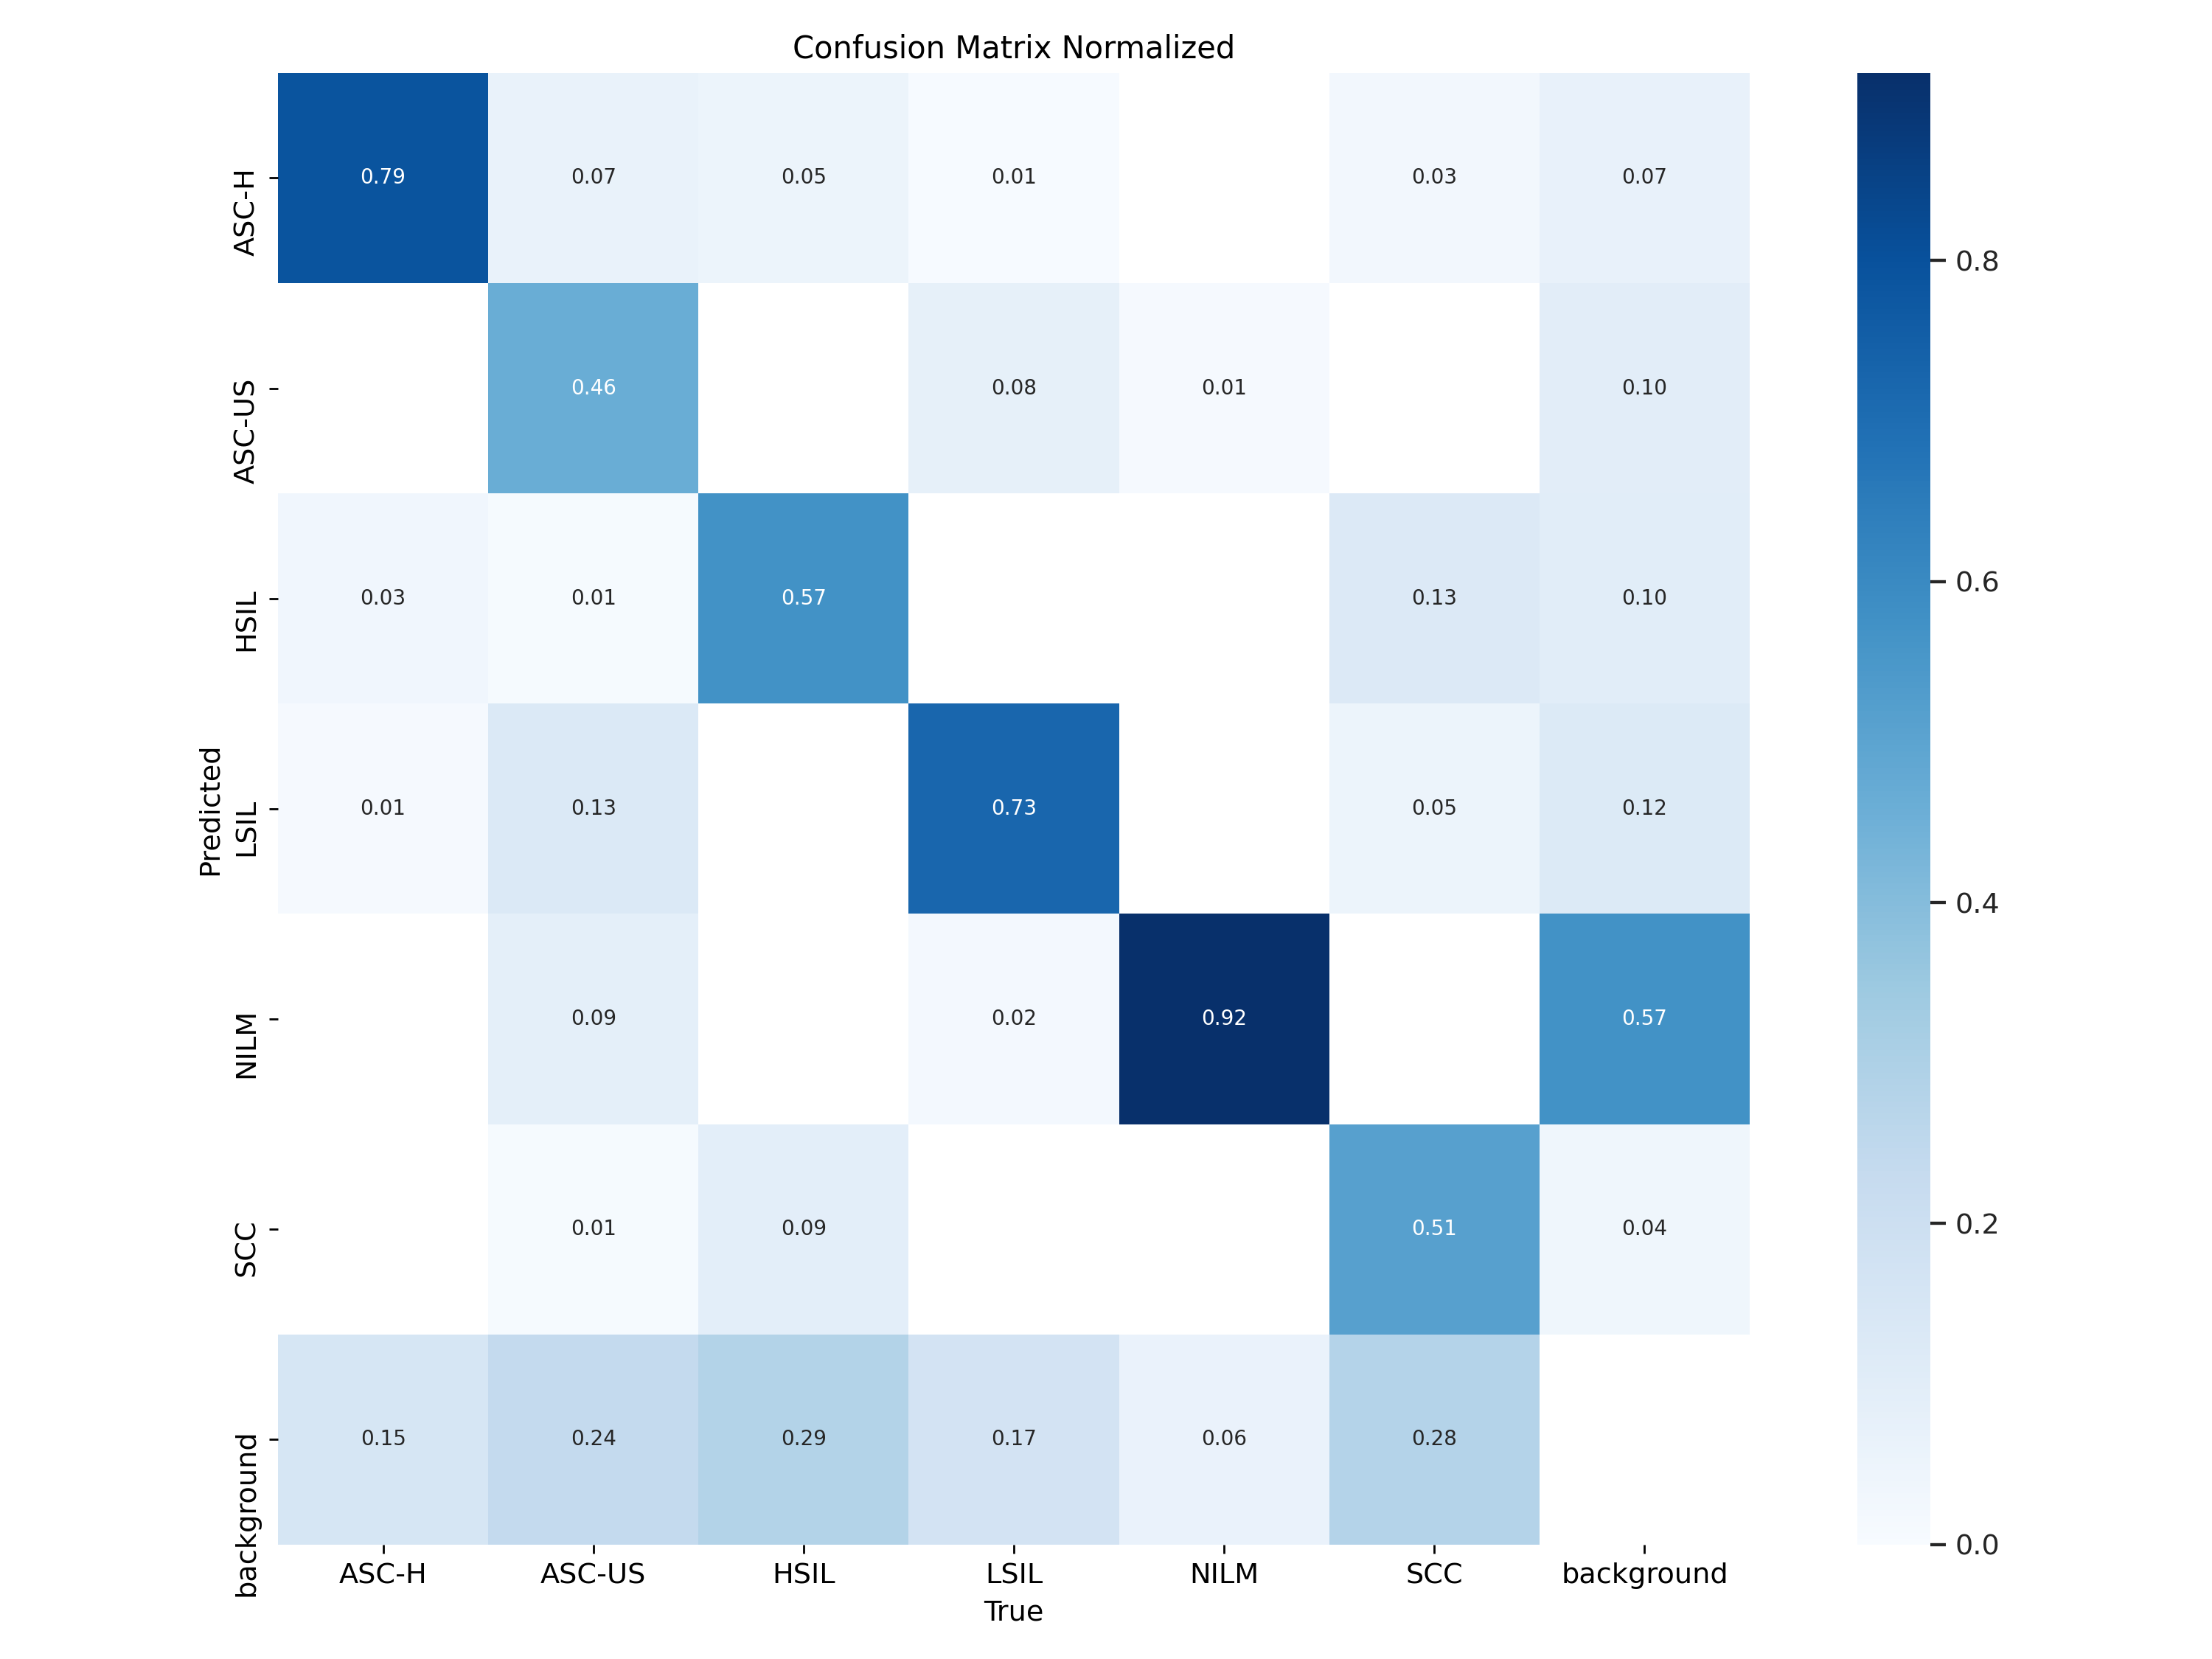 Confusion Matrix Normalized
ASC-H 0.79 0.07 0.05 0.01 0.03 0.07
ASC-US 0.46 0.08 0.01 0.10
HSIL 0.03 0.01 0.57 0.13 0.10
LSIL 0.01 0.13 0.73 0.05 0.12
NILM 0.09 0.02 0.92 0.57
SCC 0.01 0.09 0.51 0.04
background 0.15 0.24 0.29 0.17 0.06 0.28
Predicted
ASC-H ASC-US HSIL LSIL NILM SCC background
True
0.8
0.6
0.4
0.2
0.0